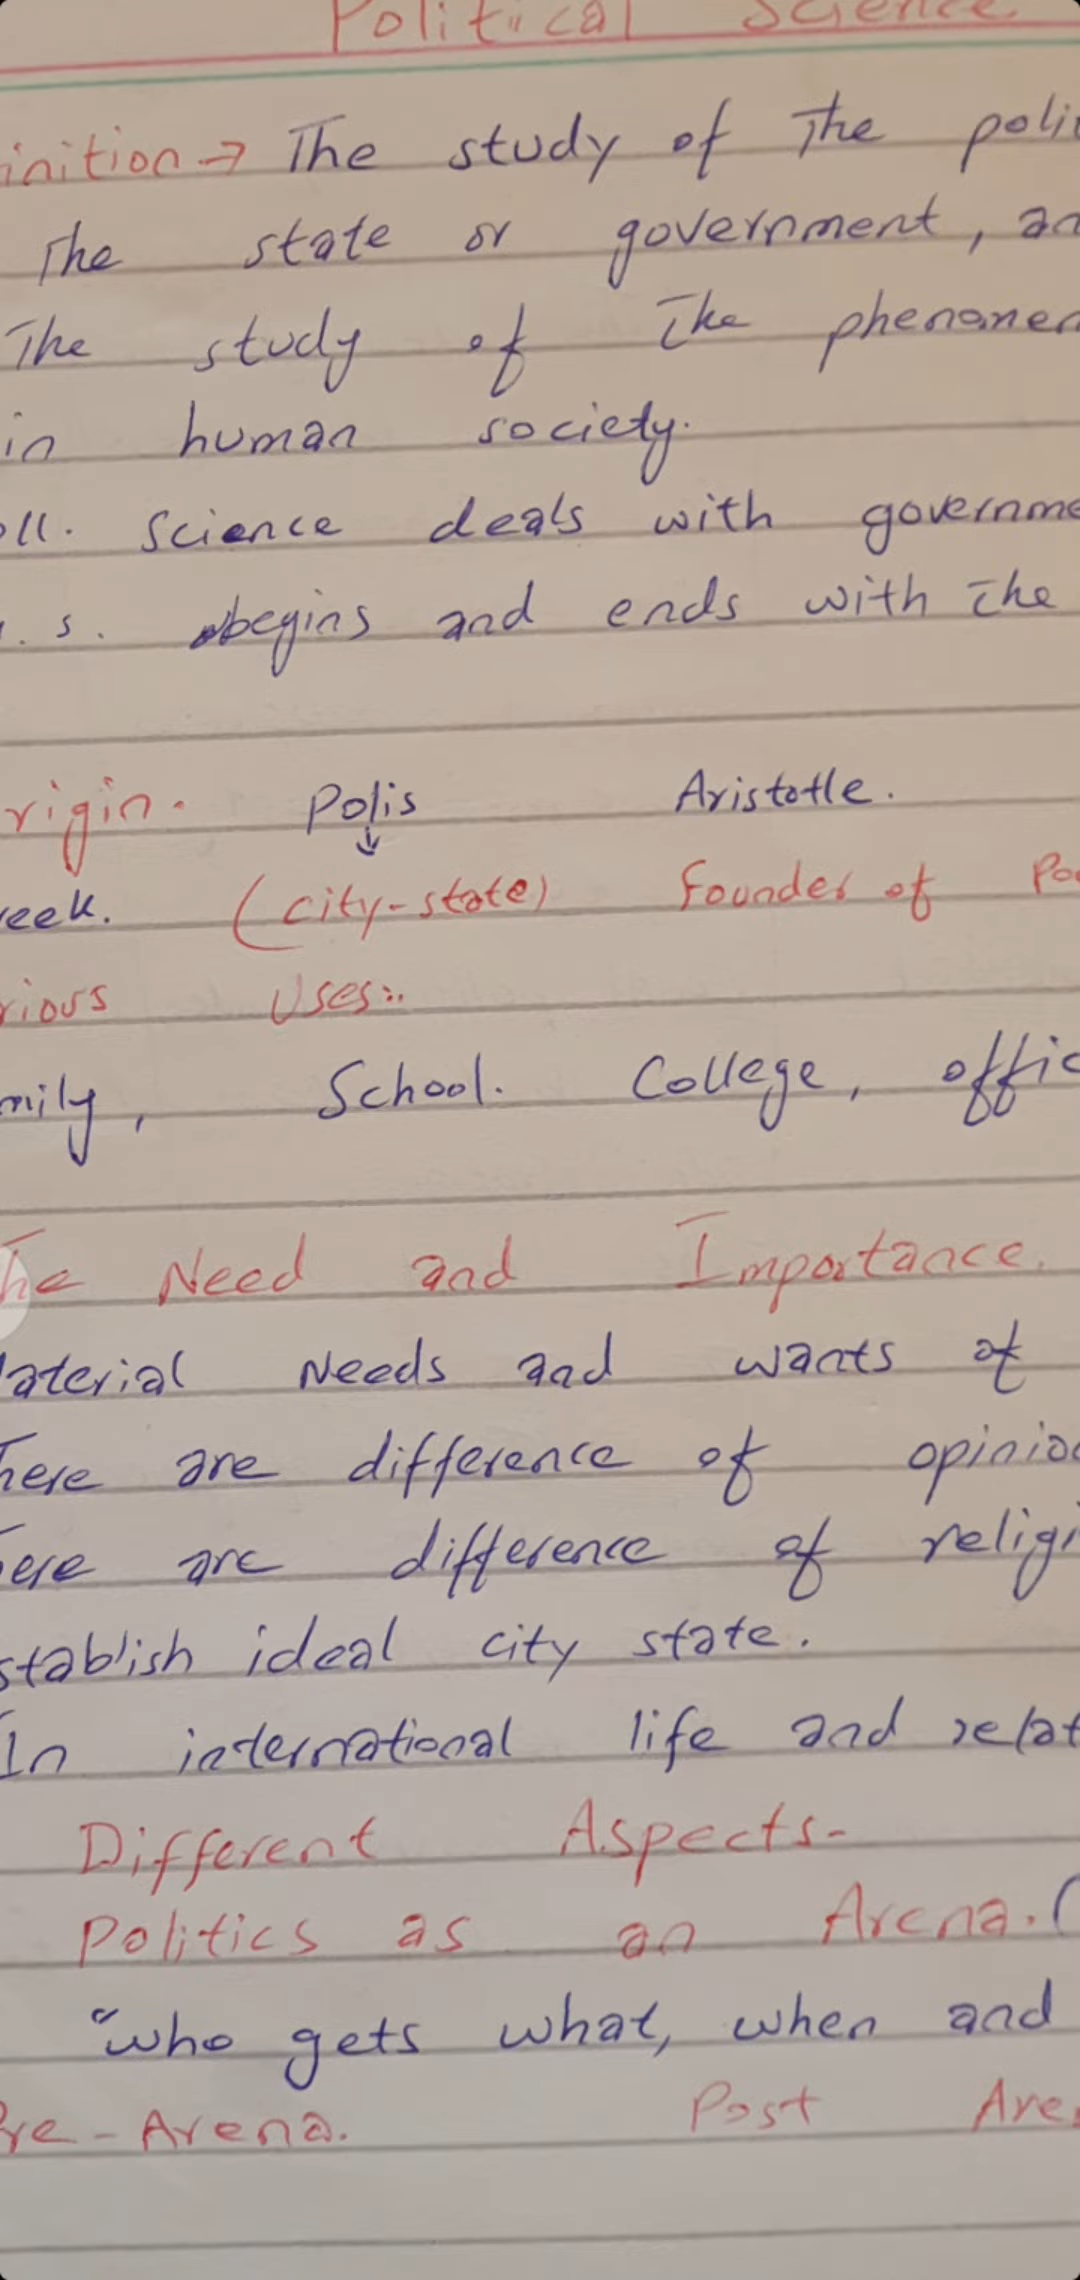 Political Science
inition → The study of The poli
The state or government, an
The study of The phenomen
in human society.
oll. Science deals with governme
. s. begins and ends with The
rigin. Polis Aristotle.
↓
eek. (city-state) Founder of Po
rious Uses:.
mily, School. College, offic
he Need and Importance.
aterial Needs and wants of
here are difference of opinio
ere are difference of religi
stablish ideal city state.
In international life and relat
Different Aspects-
Politics as an Arena. (
"who gets what, when and
re - Arena. Post Are